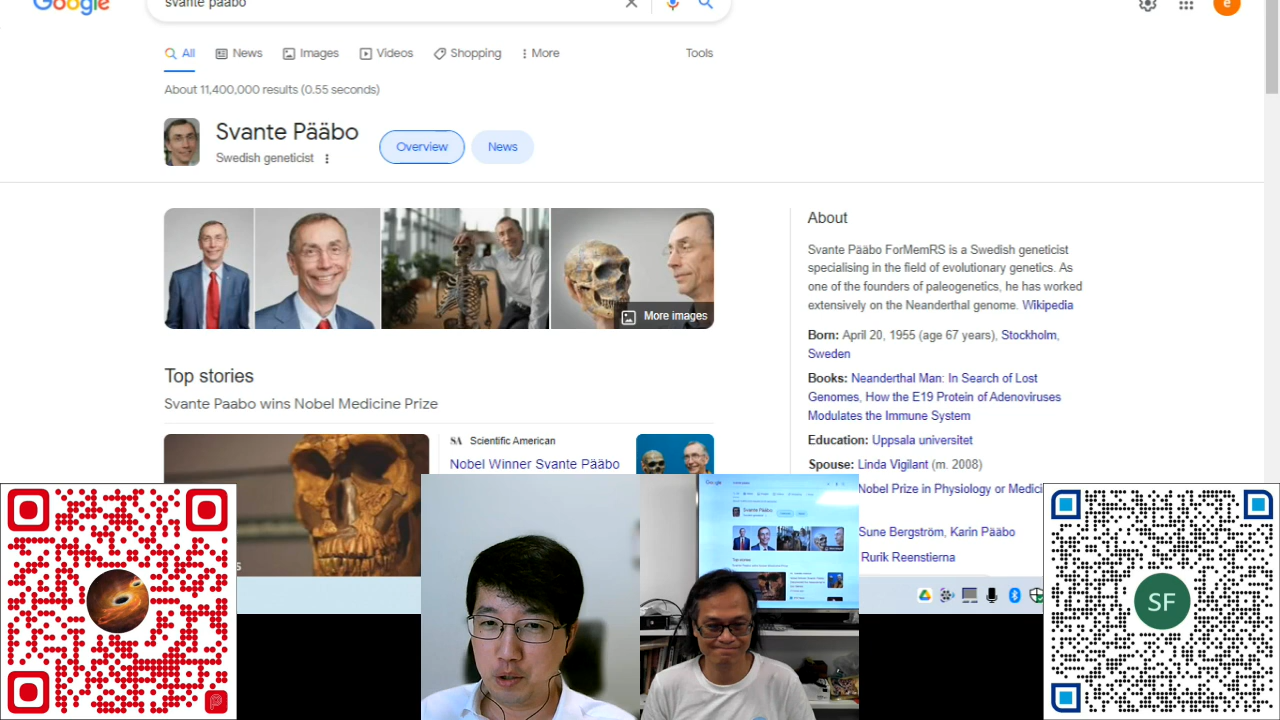 Google
svante paabo
e
All
News
Images
Videos
Shopping
More
Tools
About 11,400,000 results (0.55 seconds)
Svante Pääbo
Swedish geneticist
Overview
News
More images
Top stories
Svante Paabo wins Nobel Medicine Prize
SA Scientific American
Nobel Winner Svante Pääbo
About
Svante Pääbo ForMemRS is a Swedish geneticist
specialising in the field of evolutionary genetics. As
one of the founders of paleogenetics, he has worked
extensively on the Neanderthal genome. Wikipedia
Born: April 20, 1955 (age 67 years), Stockholm,
Sweden
Books: Neanderthal Man: In Search of Lost
Genomes, How the E19 Protein of Adenoviruses
Modulates the Immune System
Education: Uppsala universitet
Spouse: Linda Vigilant (m. 2008)
Nobel Prize in Physiology or Medici
Sune Bergström, Karin Pääbo
Rurik Reenstierna
SF
Google
Svante Pääbo
Top stories